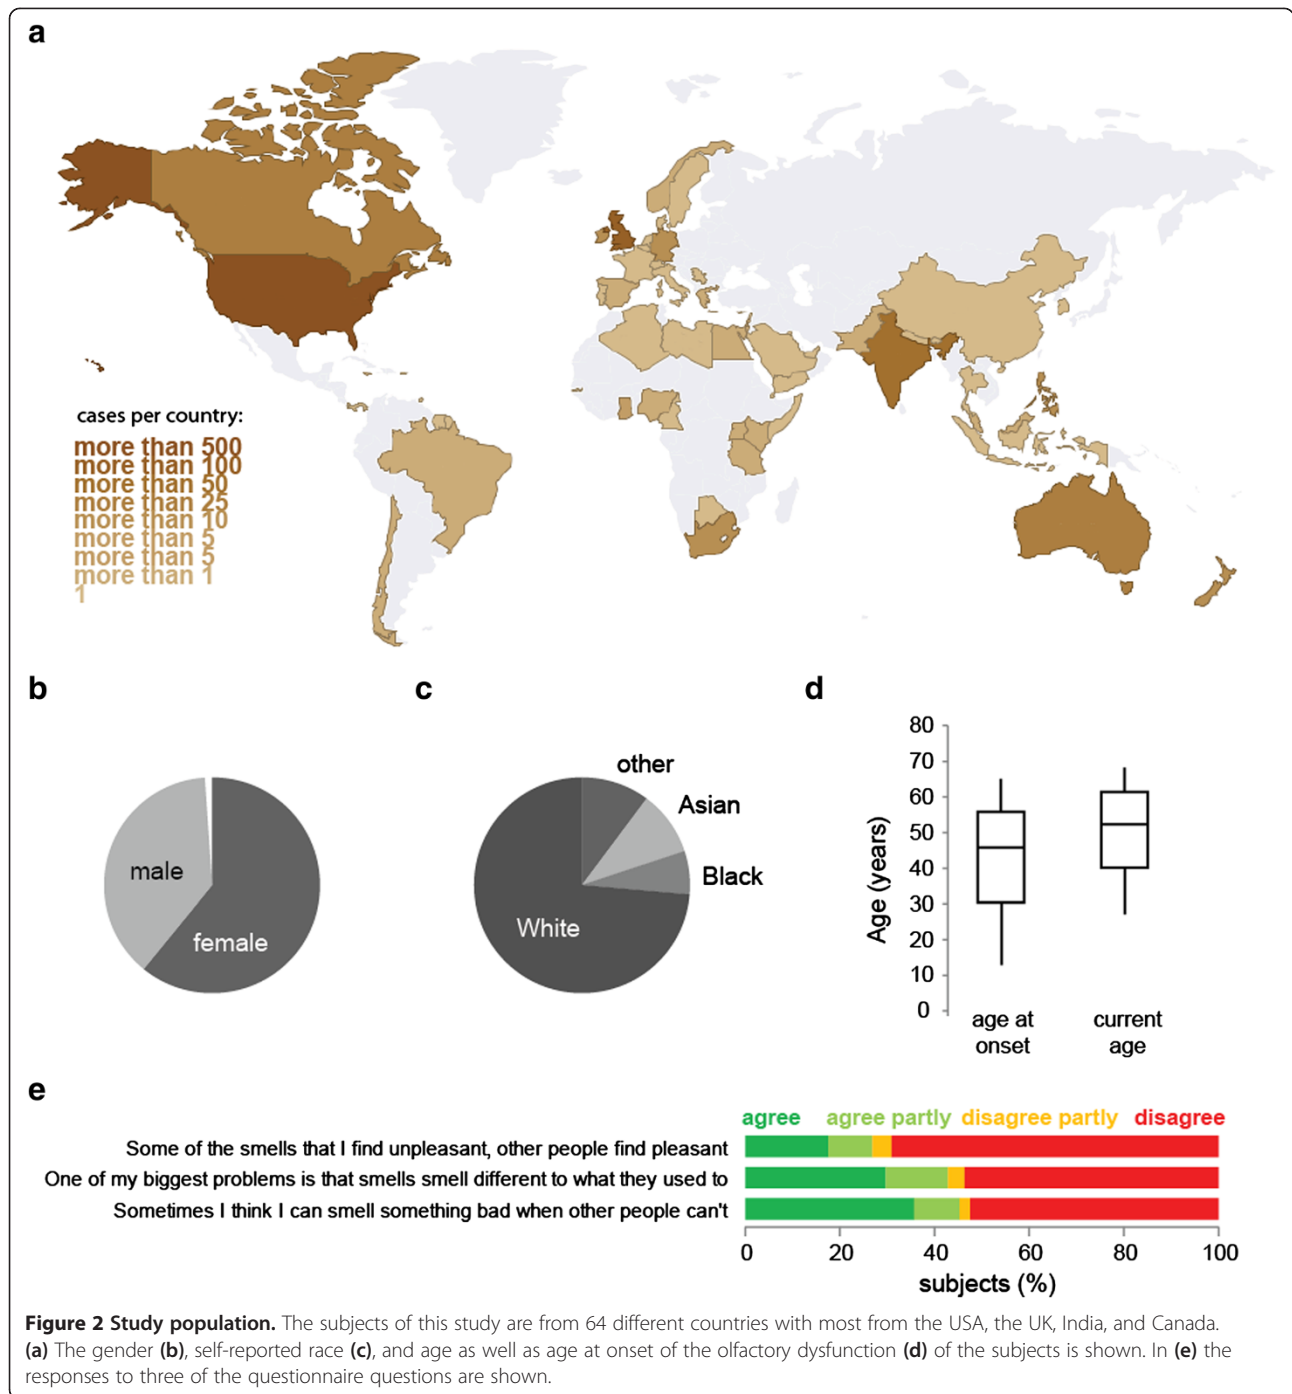 a
cases per country:
more than 500
more than 100
more than 50
more than 25
more than 10
more than 5
more than 5
more than 1
1
b
male
female
c
other
Asian
Black
White
d
80
70
60
50
40
30
20
10
0
Age (years)
age at
onset
current
age
e
agree agree partly disagree partly disagree
Some of the smells that I find unpleasant, other people find pleasant
One of my biggest problems is that smells smell different to what they used to
Sometimes I think I can smell something bad when other people can't
0 20 40 60 80 100
subjects (%)
Figure 2 Study population. The subjects of this study are from 64 different countries with most from the USA, the UK, India, and Canada.
(a) The gender (b), self-reported race (c), and age as well as age at onset of the olfactory dysfunction (d) of the subjects is shown. In (e) the
responses to three of the questionnaire questions are shown.